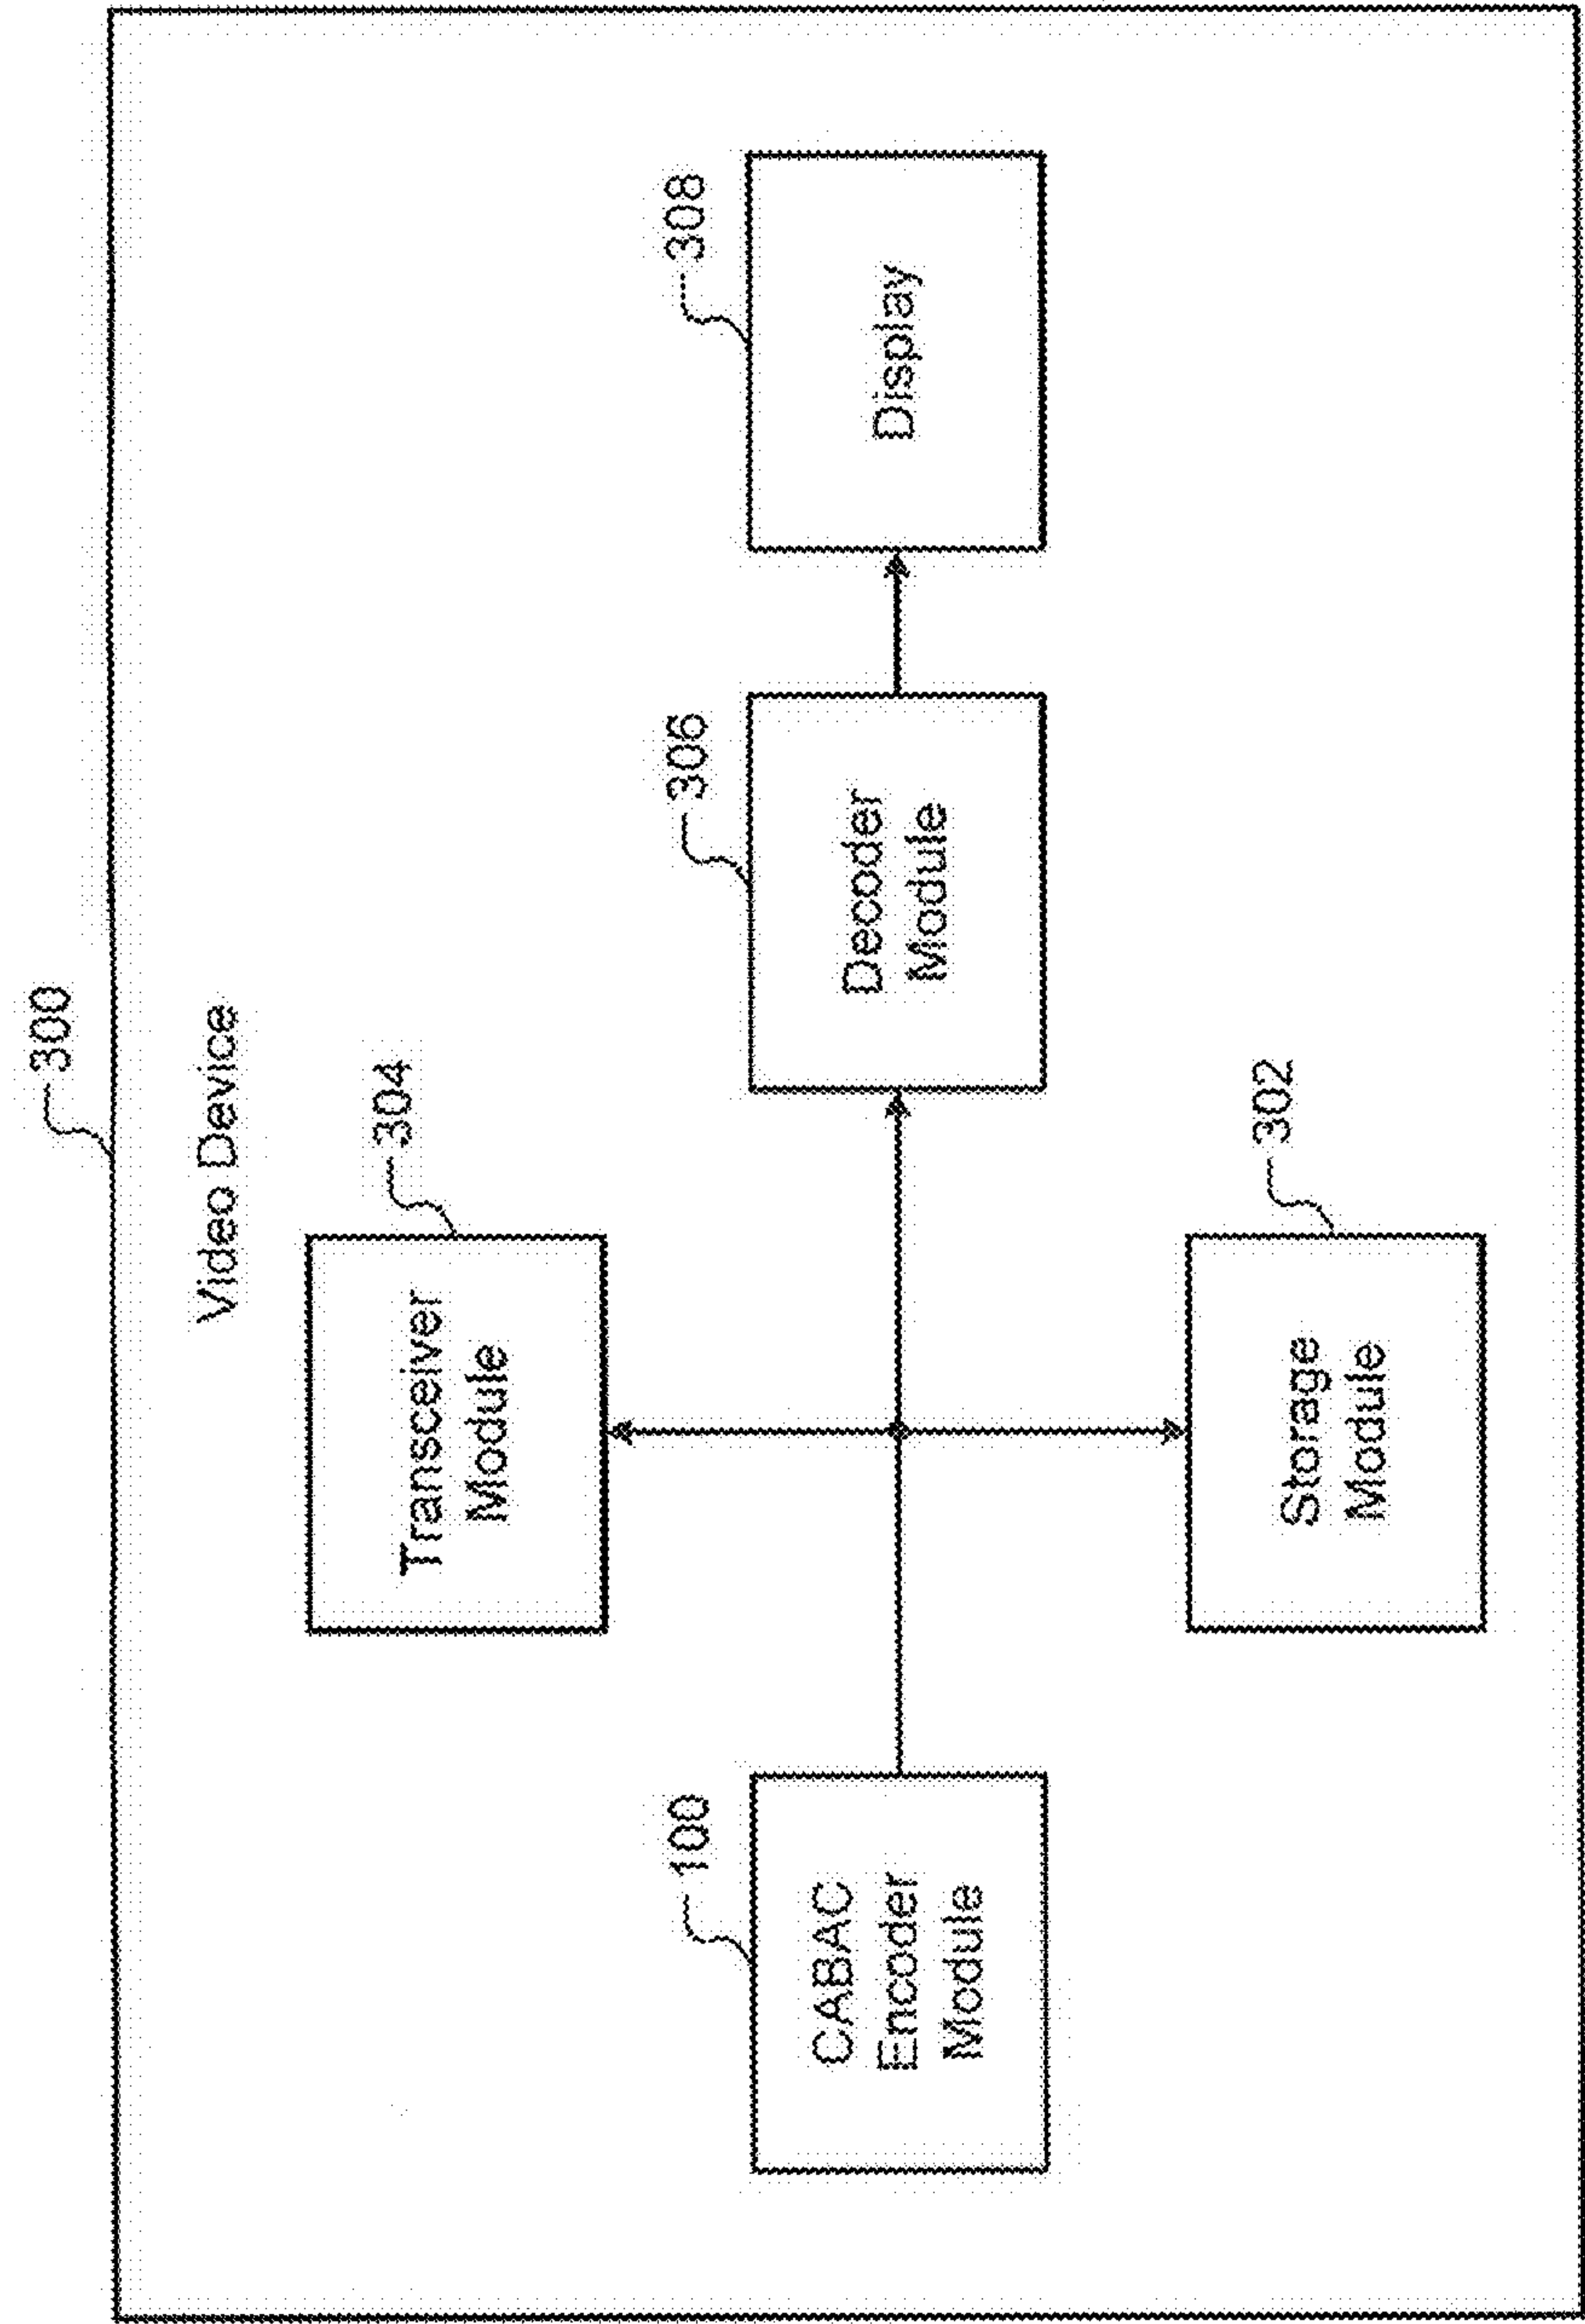 300
Video Device
304
Transceiver
Module
100
CABAC
Encoder
Module
306
Decoder
Module
308
Display
302
Storage
Module